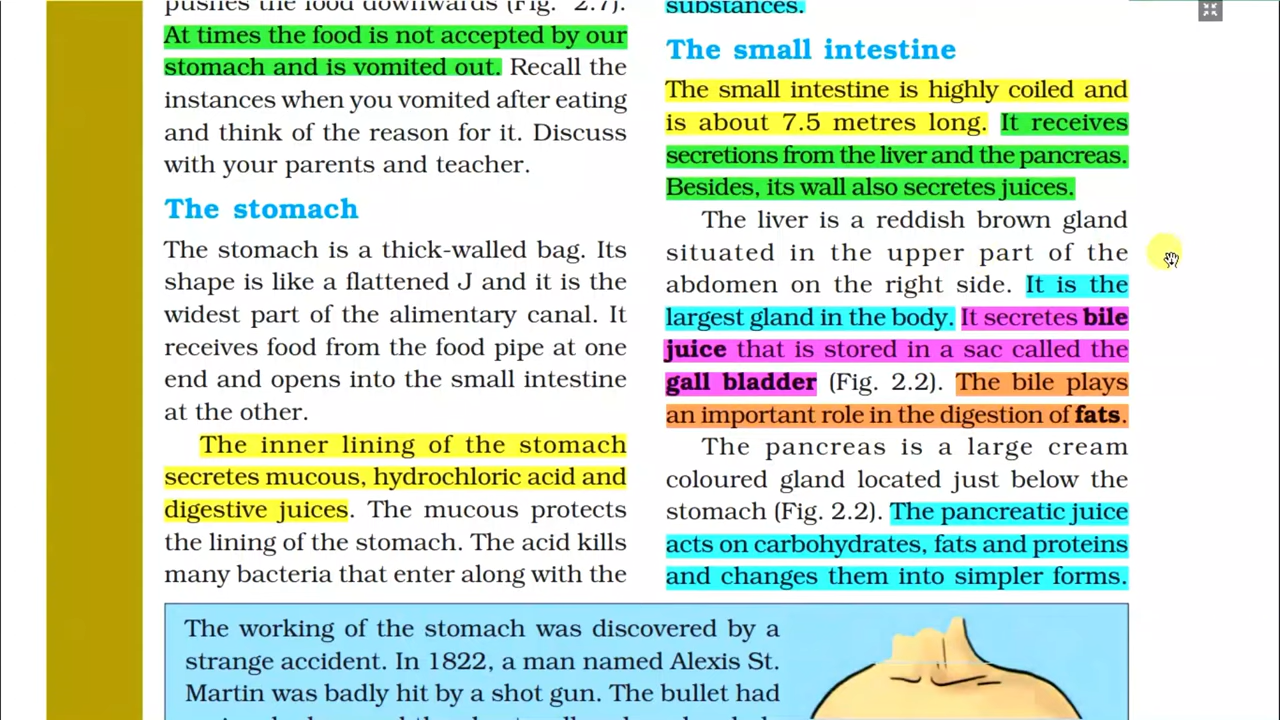 pushes the food downwards (Fig. 2.7).
At times the food is not accepted by our
stomach and is vomited out. Recall the
instances when you vomited after eating
and think of the reason for it. Discuss
with your parents and teacher.
The stomach
The stomach is a thick-walled bag. Its
shape is like a flattened J and it is the
widest part of the alimentary canal. It
receives food from the food pipe at one
end and opens into the small intestine
at the other.
The inner lining of the stomach
secretes mucous, hydrochloric acid and
digestive juices. The mucous protects
the lining of the stomach. The acid kills
many bacteria that enter along with the
substances.
The small intestine
The small intestine is highly coiled and
is about 7.5 metres long. It receives
secretions from the liver and the pancreas.
Besides, its wall also secretes juices.
The liver is a reddish brown gland
situated in the upper part of the
abdomen on the right side. It is the
largest gland in the body. It secretes bile
juice that is stored in a sac called the
gall bladder (Fig. 2.2). The bile plays
an important role in the digestion of fats.
The pancreas is a large cream
coloured gland located just below the
stomach (Fig. 2.2). The pancreatic juice
acts on carbohydrates, fats and proteins
and changes them into simpler forms.
The working of the stomach was discovered by a
strange accident. In 1822, a man named Alexis St.
Martin was badly hit by a shot gun. The bullet had